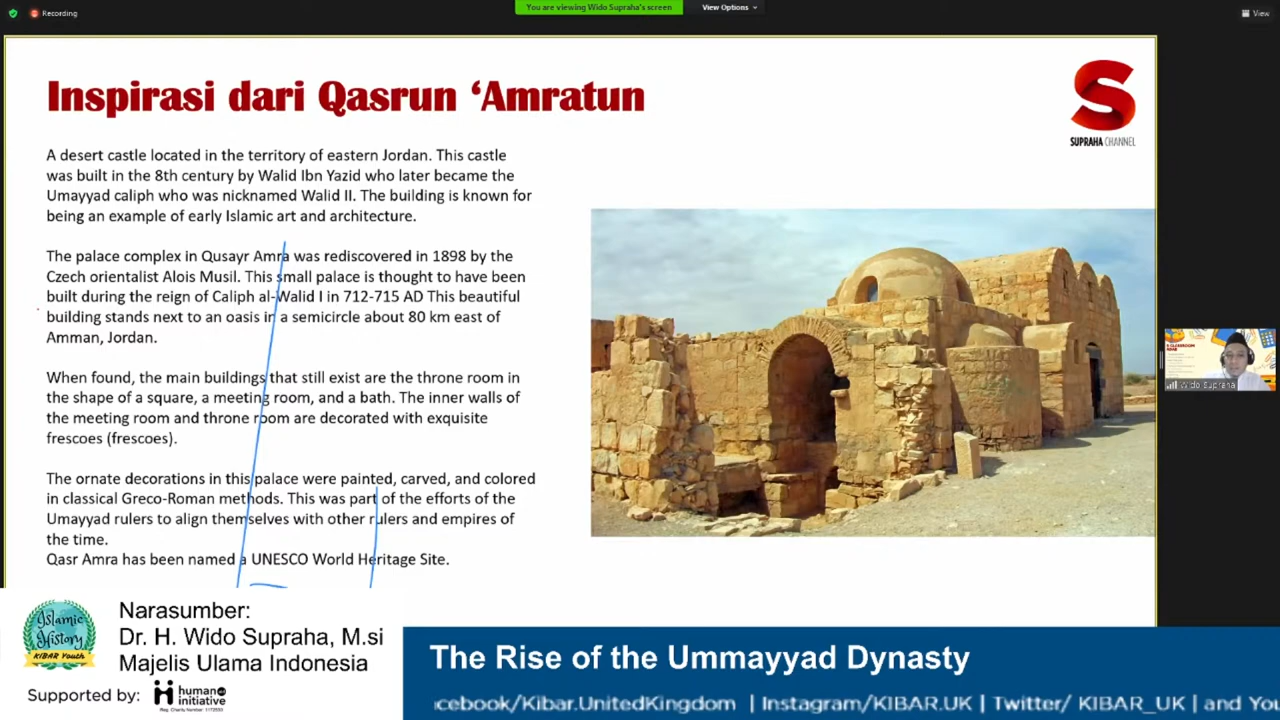 Recording
You are viewing Wido Supraha's screen
View Options
View
Inspirasi dari Qasrun ‘Amratun
SUPRAHA CHANNEL
A desert castle located in the territory of eastern Jordan. This castle
was built in the 8th century by Walid Ibn Yazid who later became the
Umayyad caliph who was nicknamed Walid II. The building is known for
being an example of early Islamic art and architecture.
The palace complex in Qusayr Amra was rediscovered in 1898 by the
Czech orientalist Alois Musil. This small palace is thought to have been
built during the reign of Caliph al-Walid I in 712-715 AD This beautiful
building stands next to an oasis in a semicircle about 80 km east of
Amman, Jordan.
When found, the main buildings that still exist are the throne room in
the shape of a square, a meeting room, and a bath. The inner walls of
the meeting room and throne room are decorated with exquisite
frescoes (frescoes).
The ornate decorations in this palace were painted, carved, and colored
in classical Greco-Roman methods. This was part of the efforts of the
Umayyad rulers to align themselves with other rulers and empires of
the time.
Qasr Amra has been named a UNESCO World Heritage Site.
Wido Supraha
Islamic
History
KIBAR Youth
Narasumber:
Dr. H. Wido Supraha, M.si
Majelis Ulama Indonesia
Supported by:
human
initiative
The Rise of the Ummayyad Dynasty
cebook/Kibar.UnitedKingdom | Instagram/KIBAR.UK | Twitter/ KIBAR_UK | and You